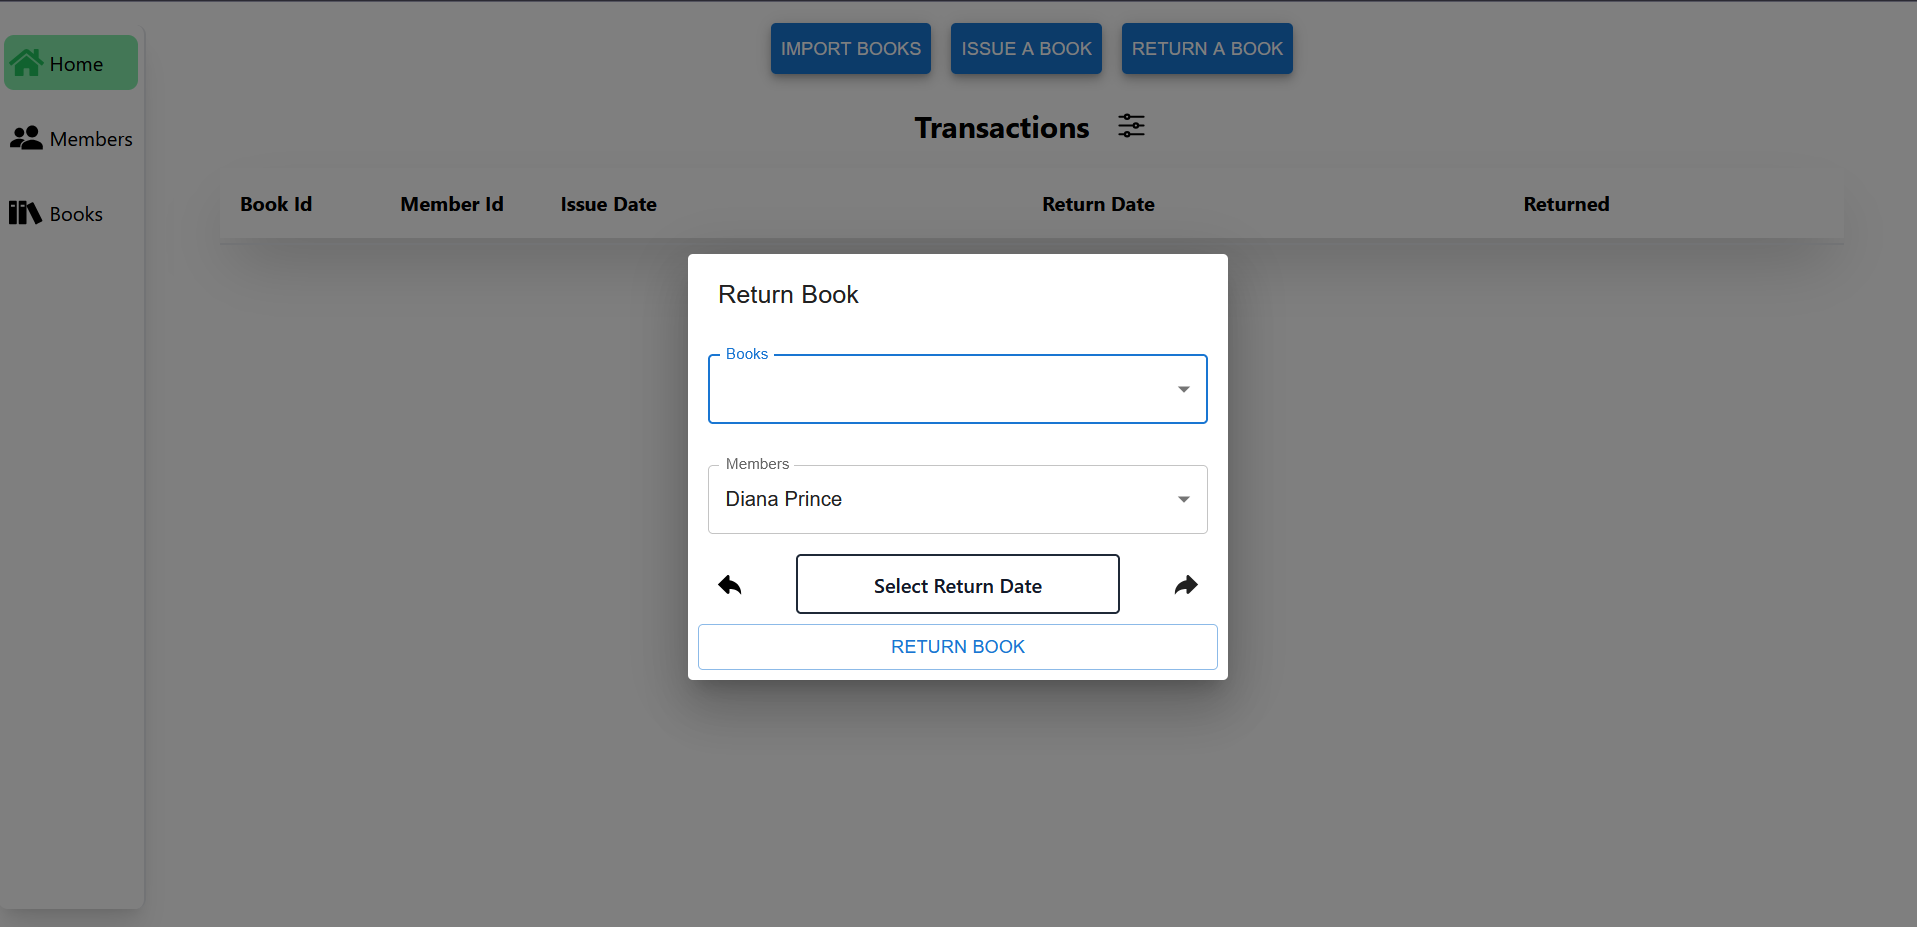 IMPORT BOOKS ISSUE A BOOK RETURN A BOOK
Home
Members
Books
Transactions
Book Id Member Id Issue Date Return Date Returned
Return Book
Books
Members
Diana Prince
Select Return Date
RETURN BOOK